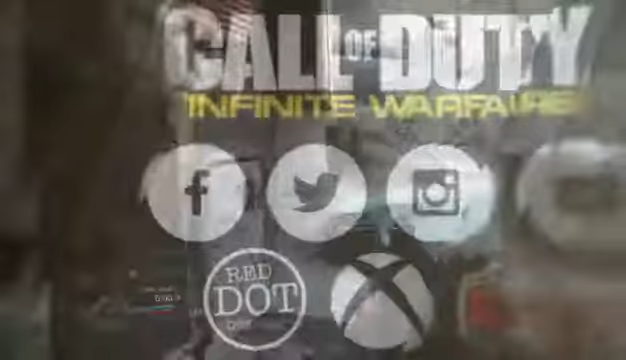 CALL OF DUTY
INFINITE WARFARE
f
RED
DOT